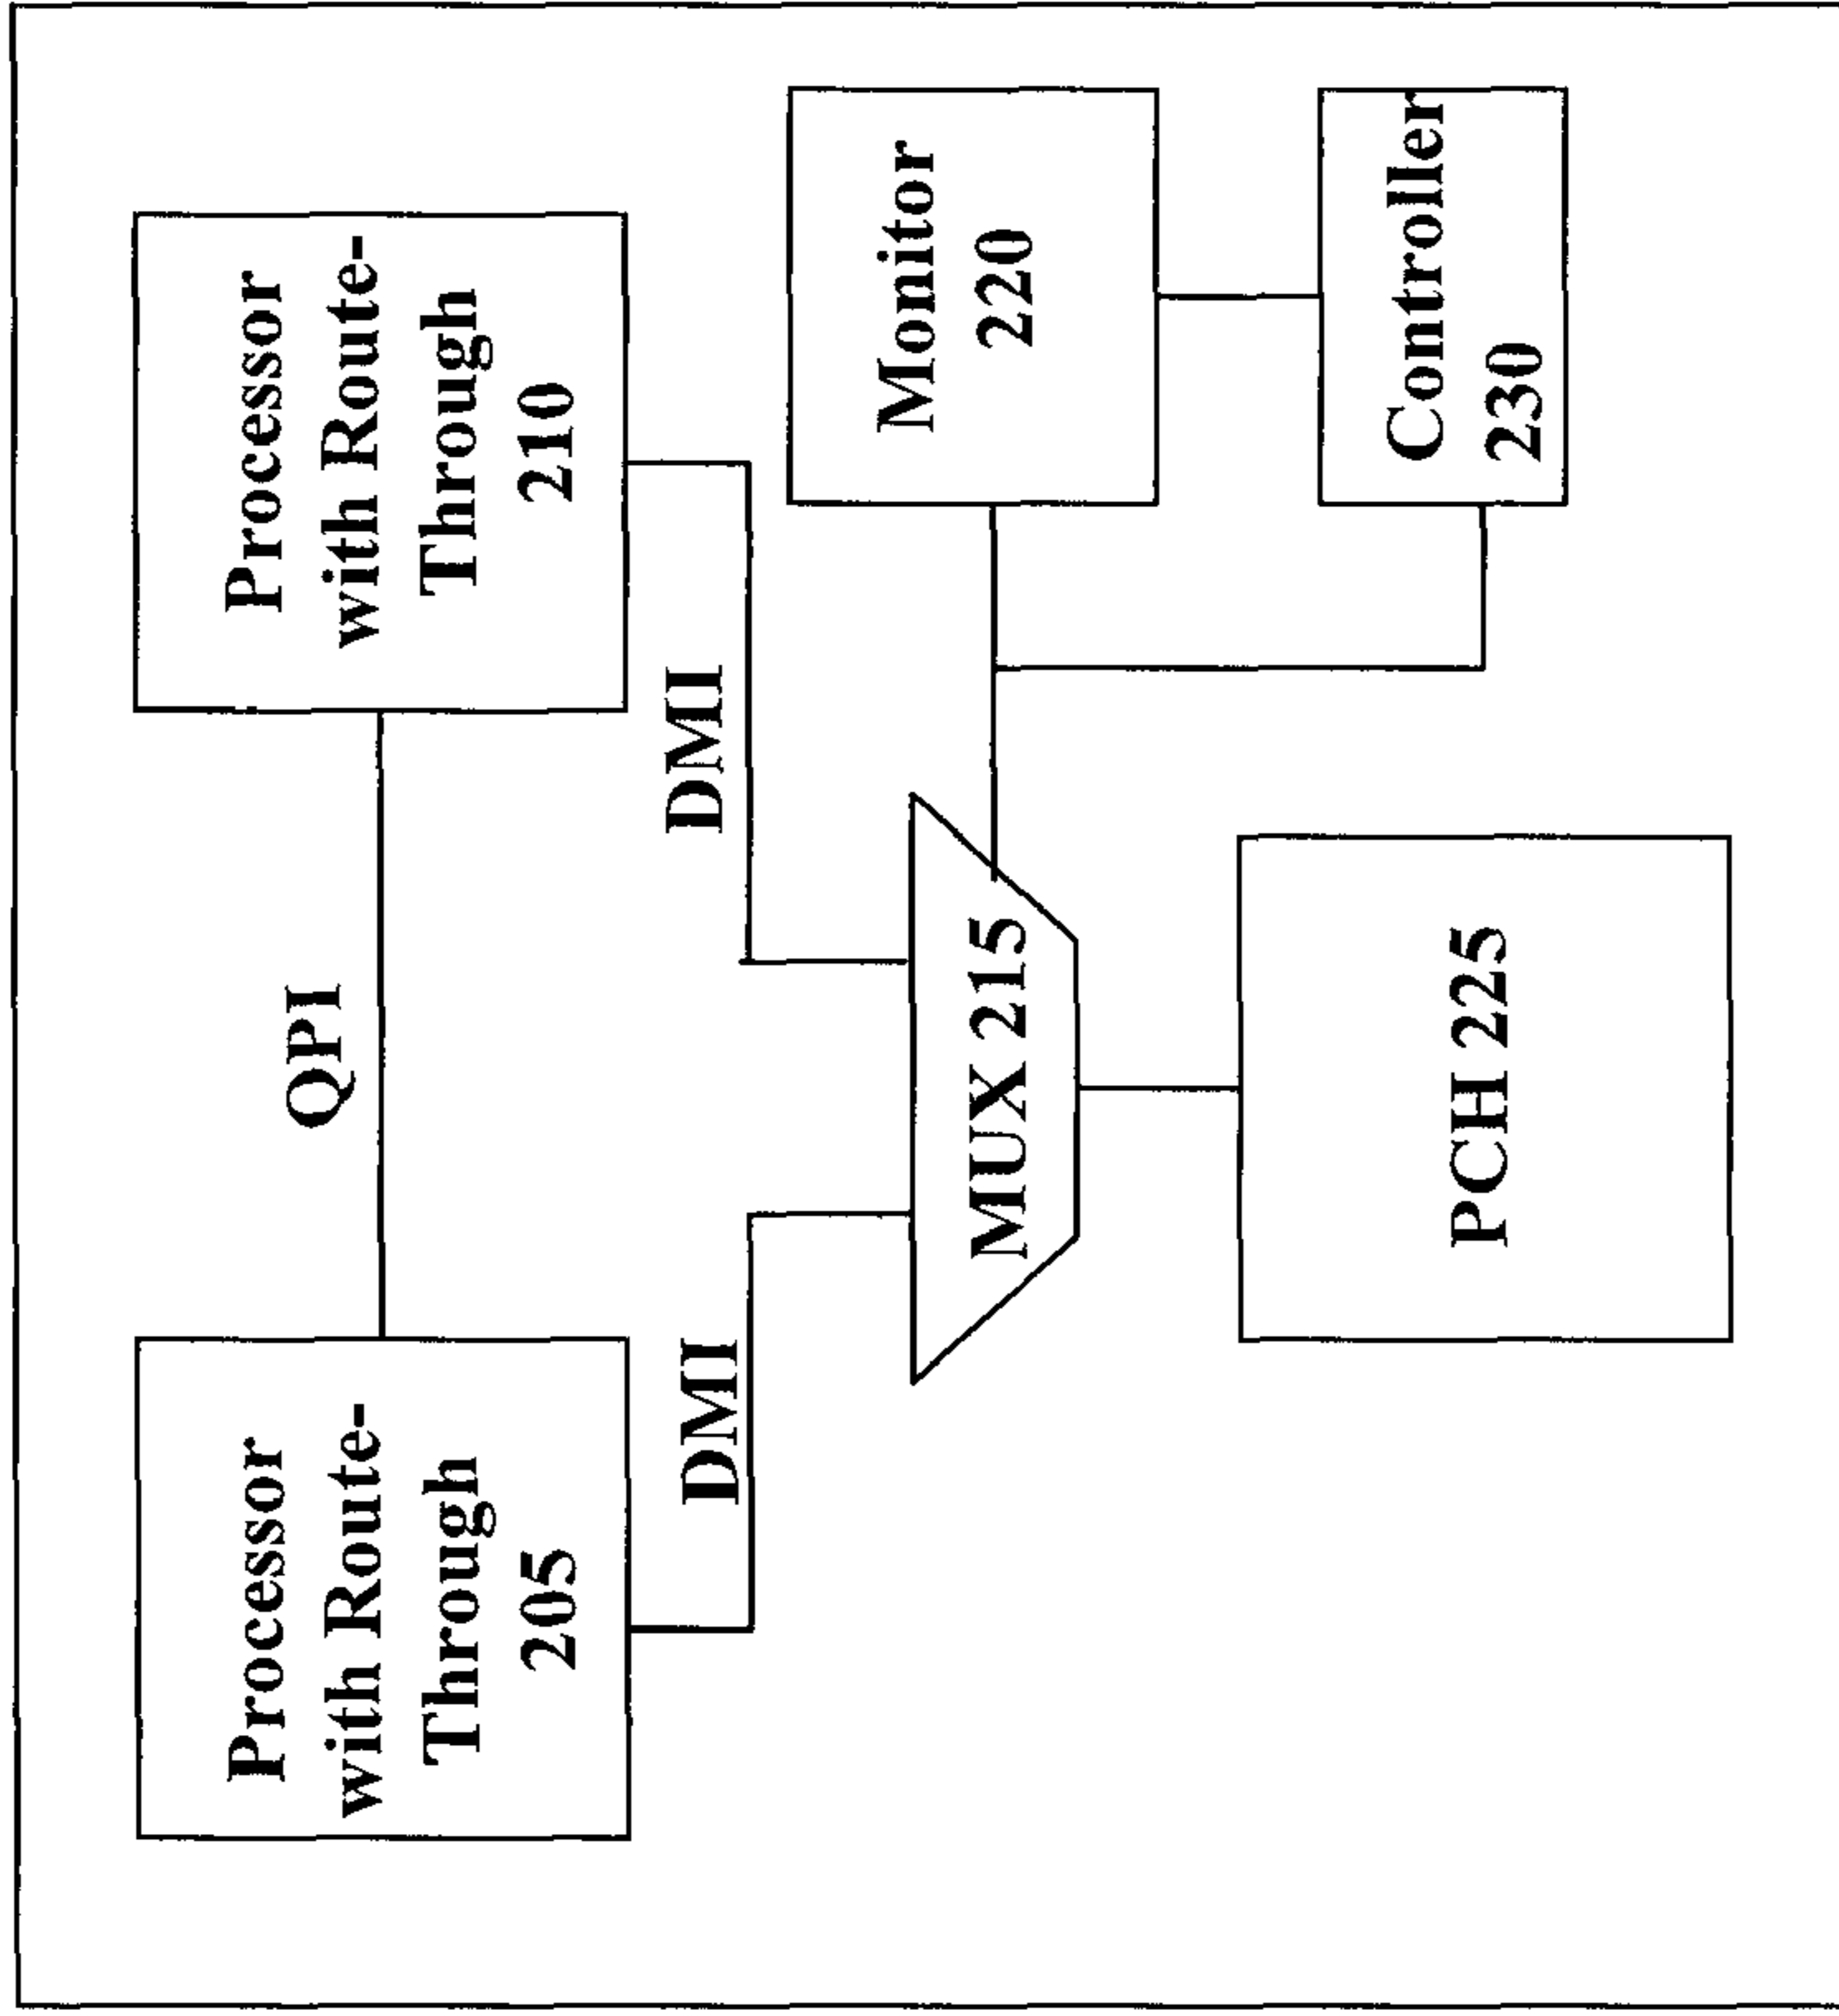 Processor
with Route-
Through
205
QPI
Processor
with Route-
Through
210
DMI
DMI
MUX 215
Monitor
220
PCH 225
Controller
230